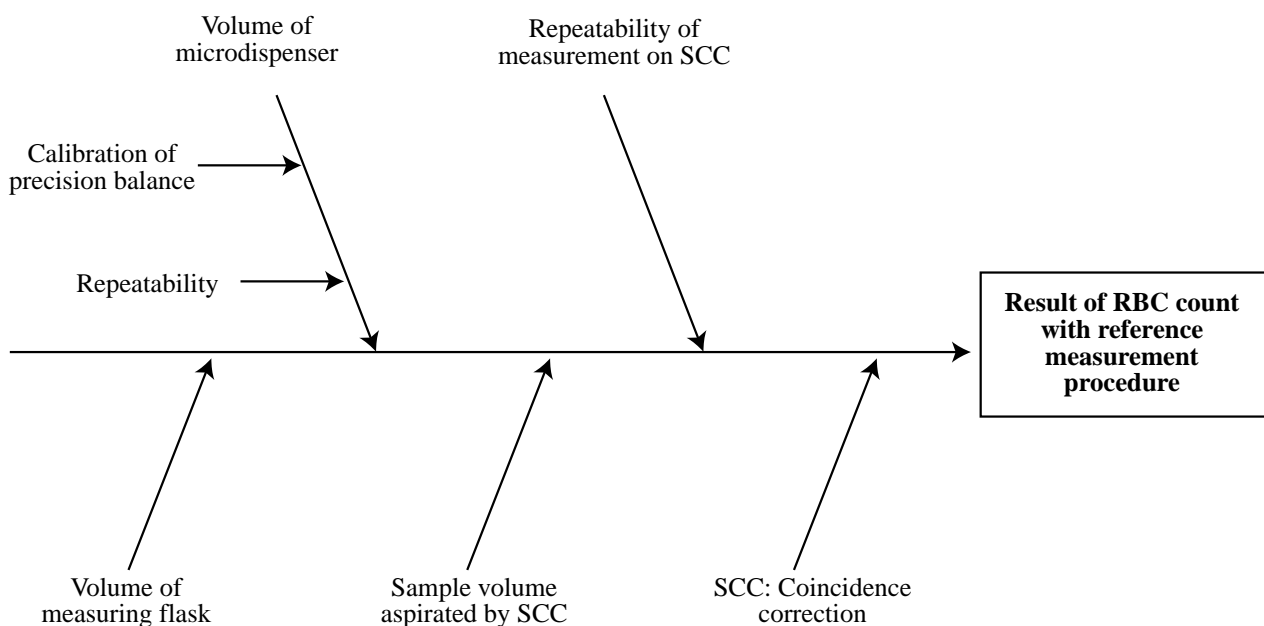 Volume of
microdispenser
Repeatability of
measurement on SCC
Calibration of
precision balance
Repeatability
Result of RBC count
with reference
measurement
procedure
Volume of
measuring flask
Sample volume
aspirated by SCC
SCC: Coincidence
correction